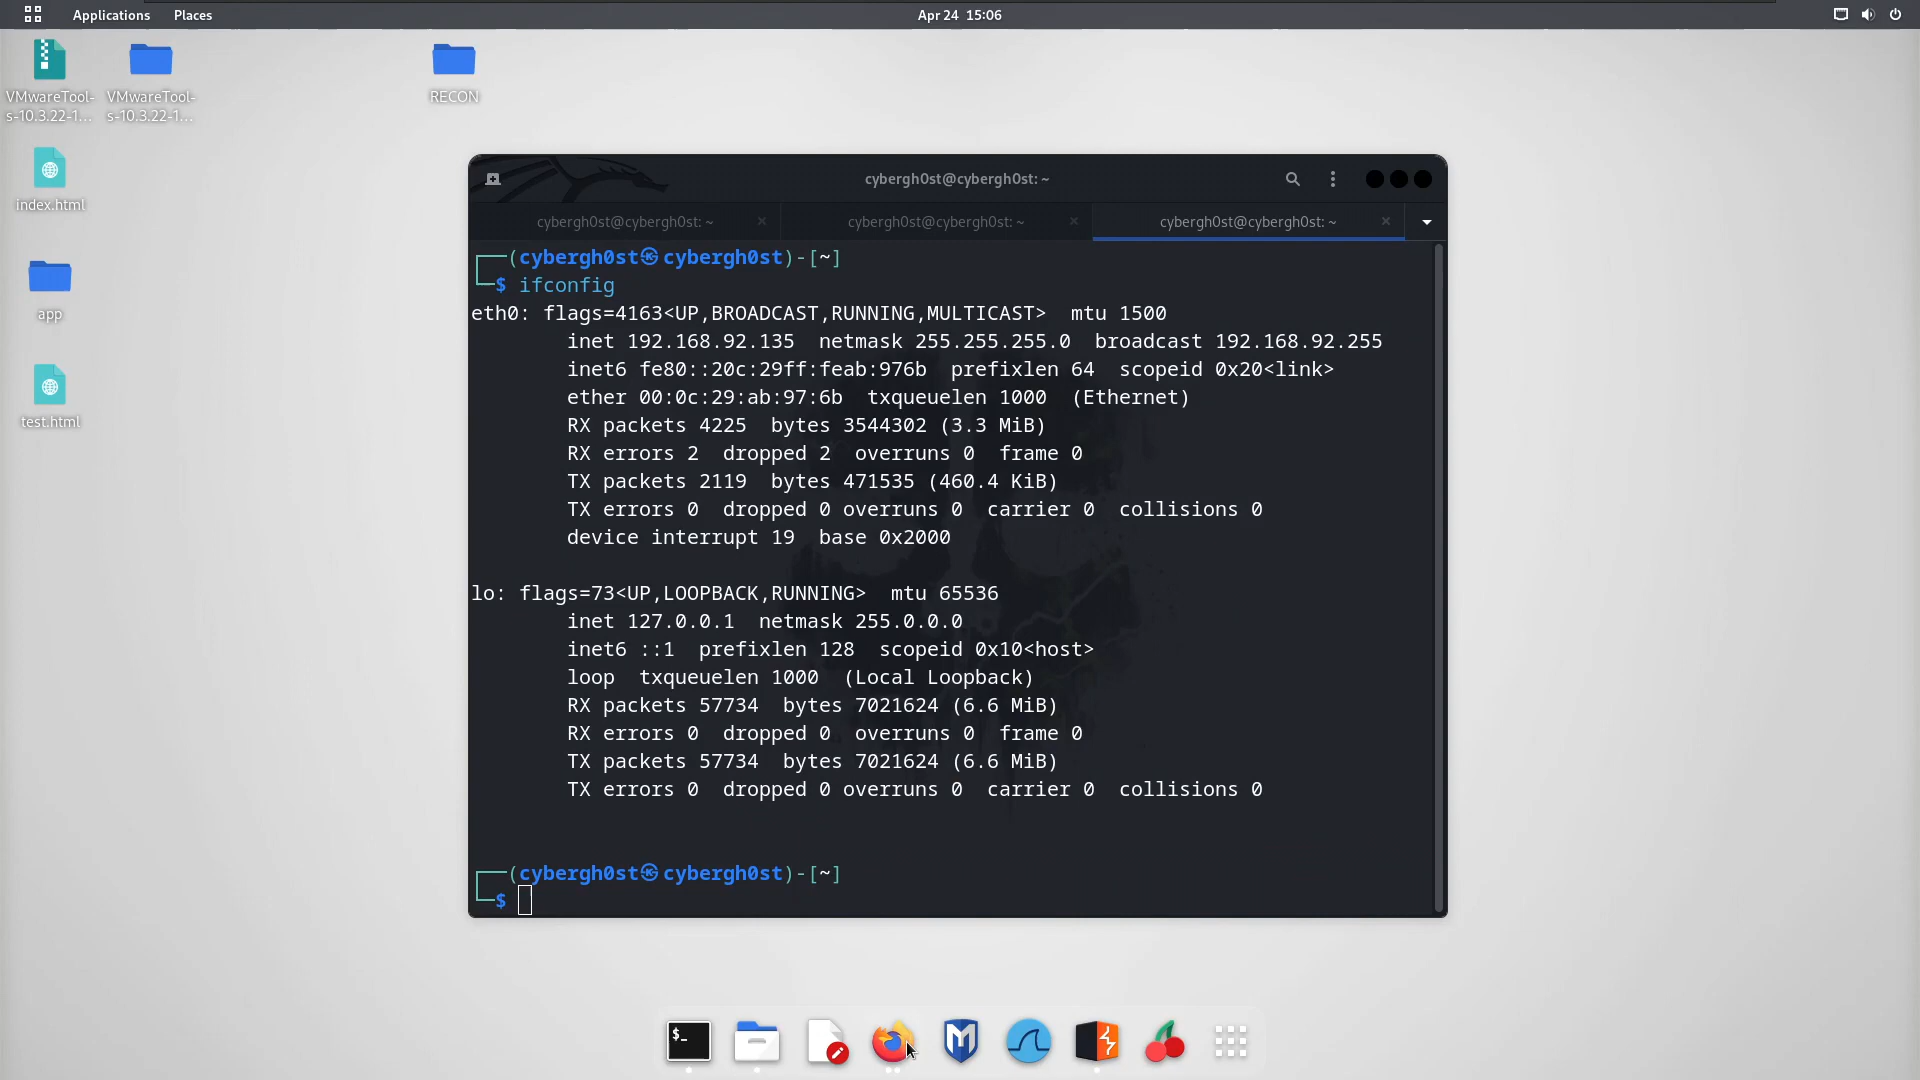 Applications Places Apr 24 15:06
VMwareTool-
s-10.3.22-1...
VMwareTool-
s-10.3.22-1...
RECON
index.html
app
test.html
cybergh0st@cybergh0st: ~
cybergh0st@cybergh0st: ~ cybergh0st@cybergh0st: ~ cybergh0st@cybergh0st: ~
┌──(cybergh0st㉿cybergh0st)-[~]
└─$ ifconfig
eth0: flags=4163<UP,BROADCAST,RUNNING,MULTICAST>  mtu 1500
        inet 192.168.92.135  netmask 255.255.255.0  broadcast 192.168.92.255
        inet6 fe80::20c:29ff:feab:976b  prefixlen 64  scopeid 0x20<link>
        ether 00:0c:29:ab:97:6b  txqueuelen 1000  (Ethernet)
        RX packets 4225  bytes 3544302 (3.3 MiB)
        RX errors 2  dropped 2  overruns 0  frame 0
        TX packets 2119  bytes 471535 (460.4 KiB)
        TX errors 0  dropped 0 overruns 0  carrier 0  collisions 0
        device interrupt 19  base 0x2000
lo: flags=73<UP,LOOPBACK,RUNNING>  mtu 65536
        inet 127.0.0.1  netmask 255.0.0.0
        inet6 ::1  prefixlen 128  scopeid 0x10<host>
        loop  txqueuelen 1000  (Local Loopback)
        RX packets 57734  bytes 7021624 (6.6 MiB)
        RX errors 0  dropped 0  overruns 0  frame 0
        TX packets 57734  bytes 7021624 (6.6 MiB)
        TX errors 0  dropped 0 overruns 0  carrier 0  collisions 0
┌──(cybergh0st㉿cybergh0st)-[~]
└─$